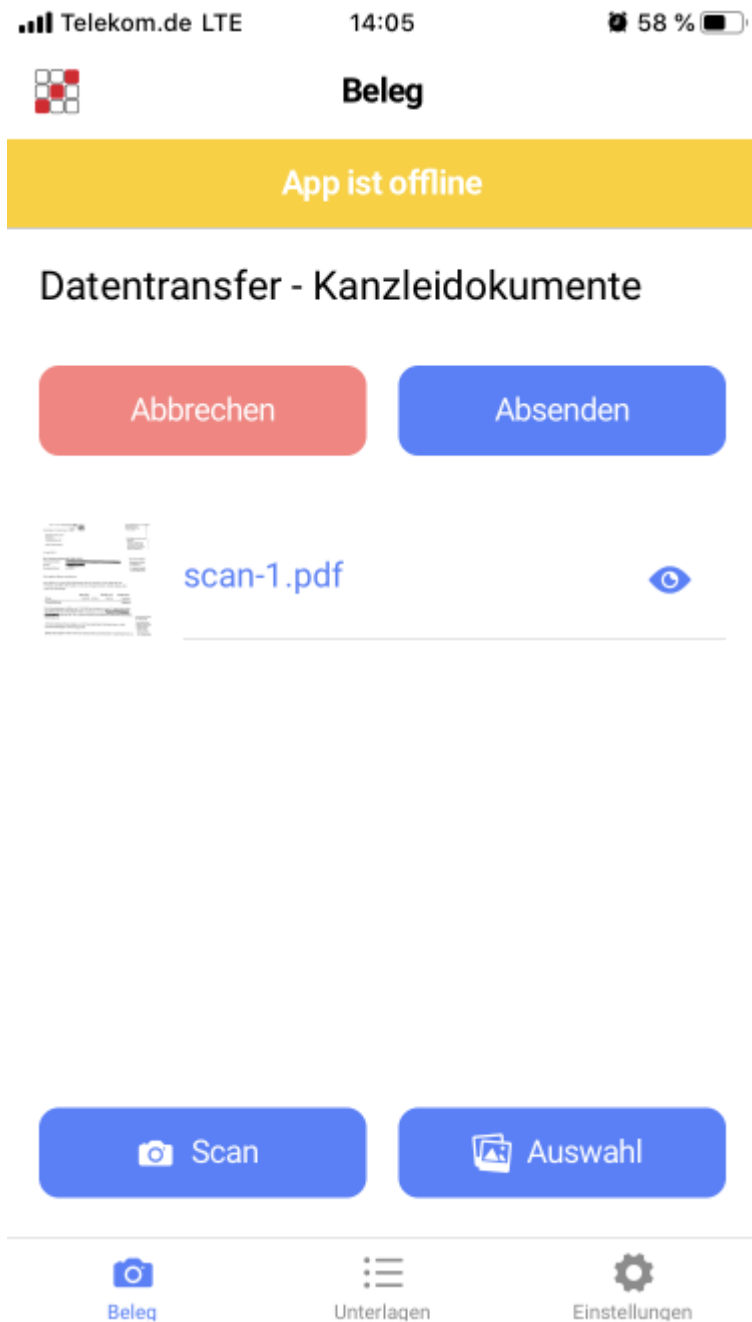 Telekom.de LTE 14:05 58 %
Beleg
App ist offline
Datentransfer - Kanzleidokumente
Abbrechen Absenden
scan-1.pdf
Scan Auswahl
Beleg Unterlagen Einstellungen